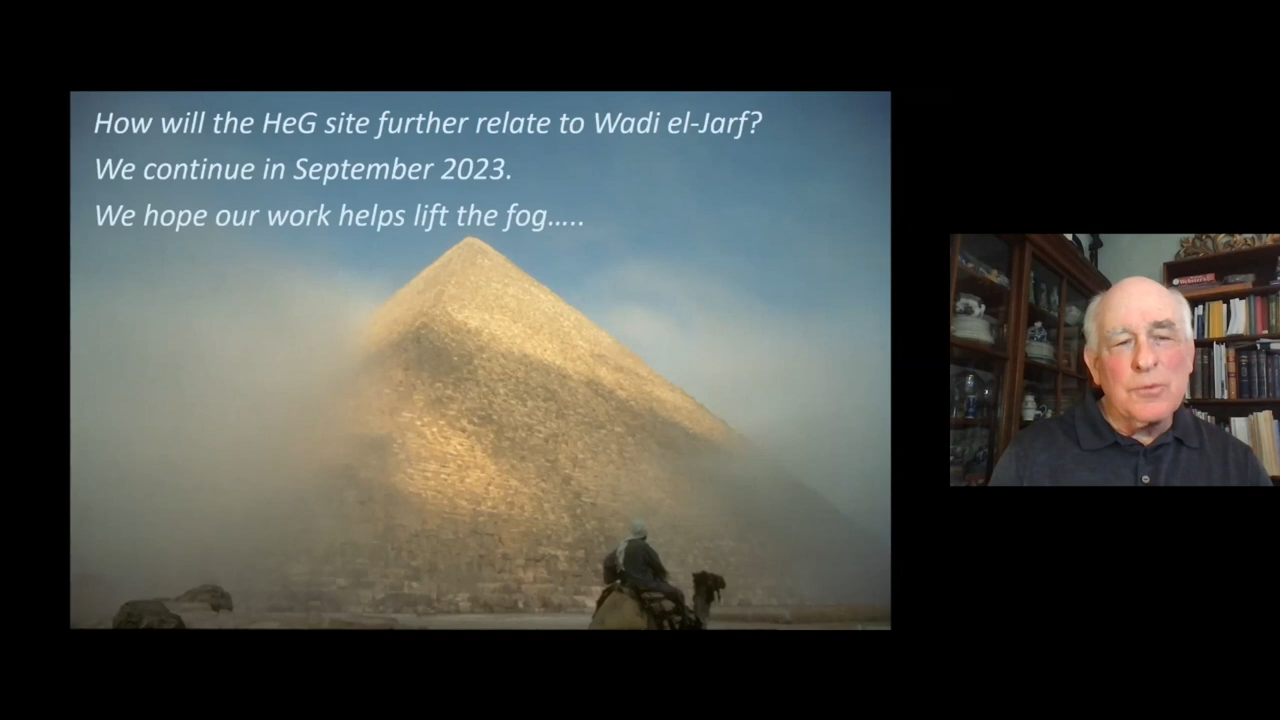 How will the HeG site further relate to Wadi el-Jarf?
We continue in September 2023.
We hope our work helps lift the fog.....